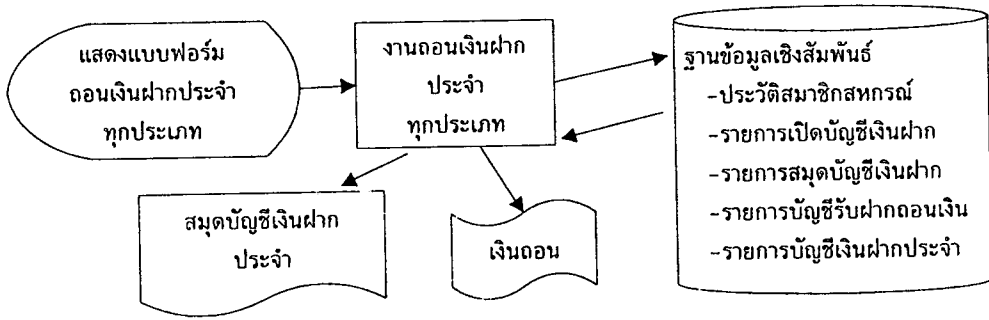 แสดงแบบฟอร์ม
ถอนเงินฝากประจำ
ทุกประเภท
งานถอนเงินฝาก
ประจำ
ทุกประเภท
ฐานข้อมูลเชิงสัมพันธ์
-ประวัติสมาชิกสหกรณ์
-รายการเปิดบัญชีเงินฝาก
-รายการสมุดบัญชีเงินฝาก
-รายการบัญชีรับฝากถอนเงิน
-รายการบัญชีเงินฝากประจำ
สมุดบัญชีเงินฝาก
ประจำ
เงินถอน